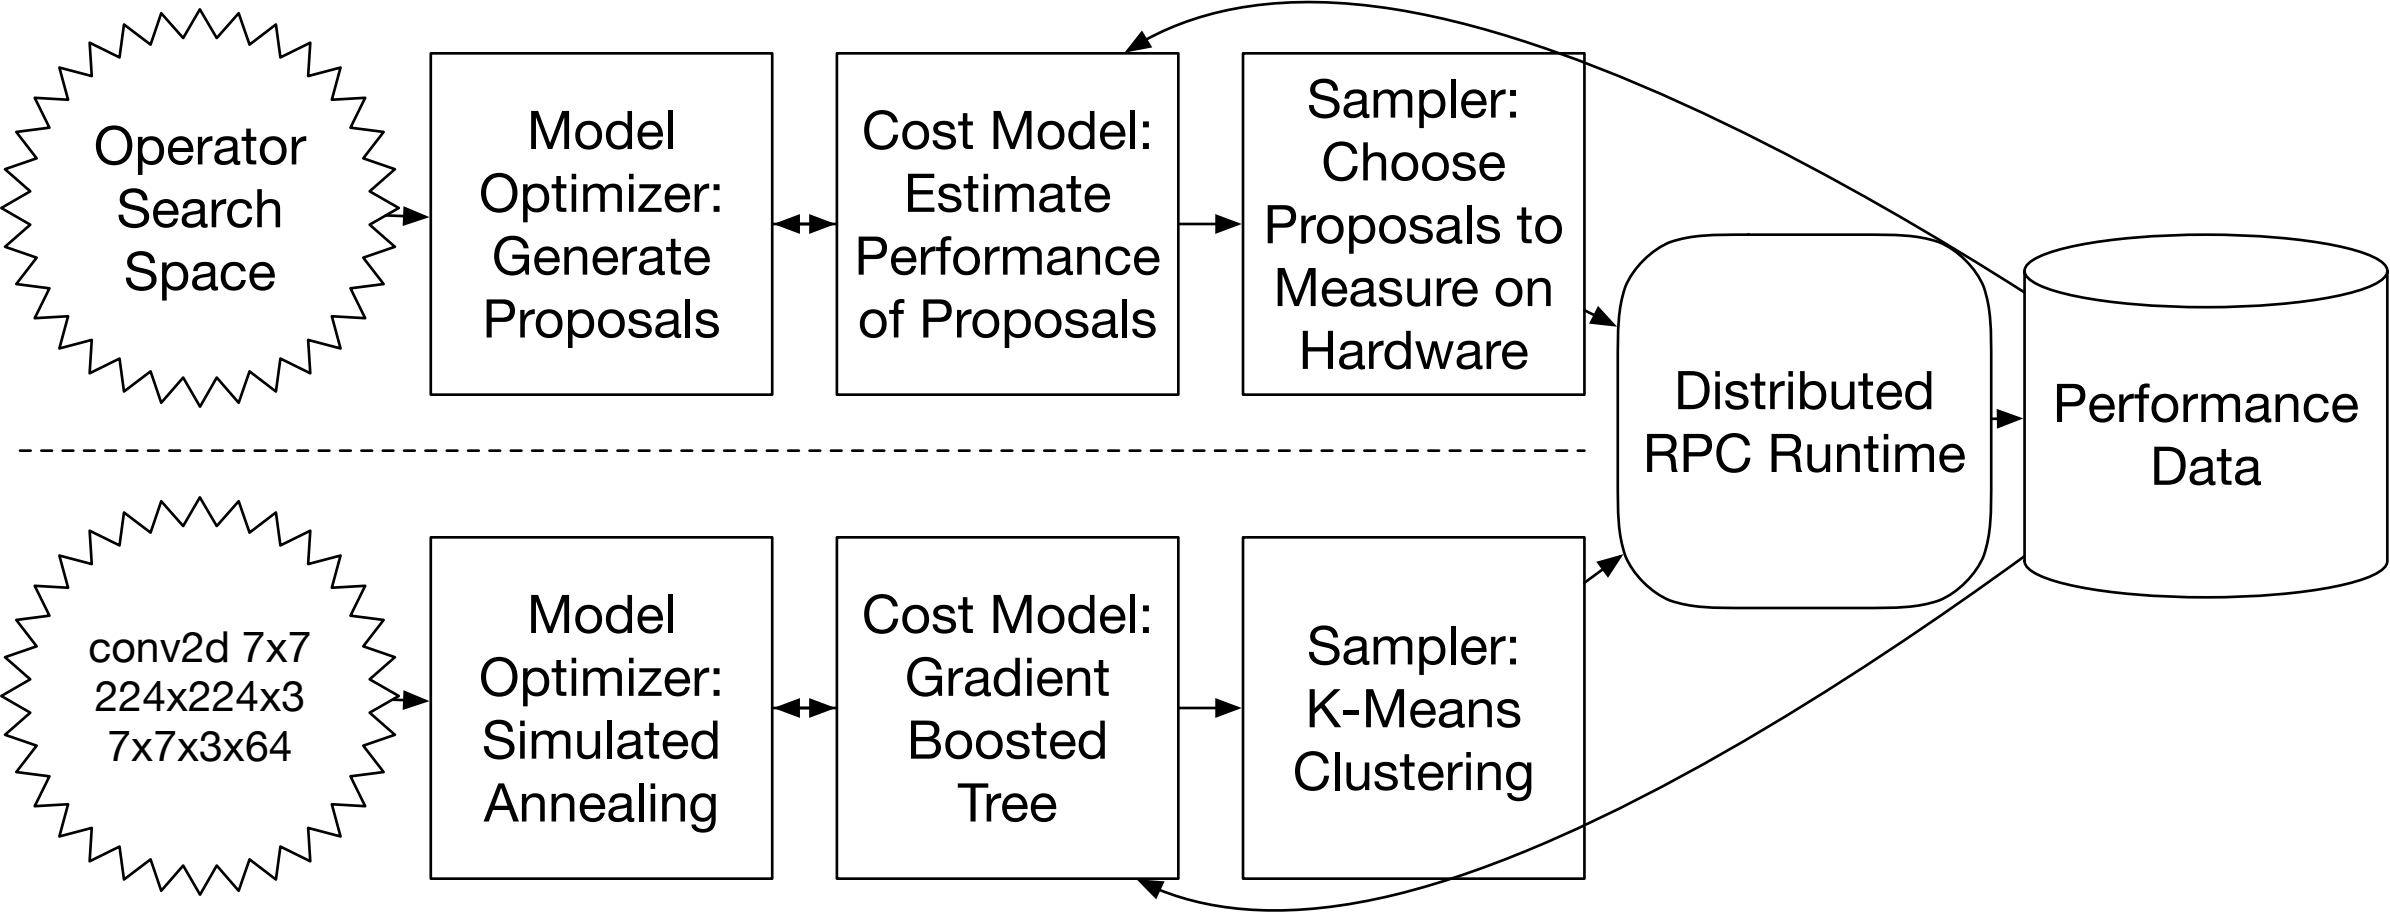 Operator
Search
Space
Model
Optimizer:
Generate
Proposals
Cost Model:
Estimate
Performance
of Proposals
Sampler:
Choose
Proposals to
Measure on
Hardware
Distributed
RPC Runtime
Performance
Data
conv2d 7x7
224x224x3
7x7x3x64
Model
Optimizer:
Simulated
Annealing
Cost Model:
Gradient
Boosted
Tree
Sampler:
K-Means
Clustering